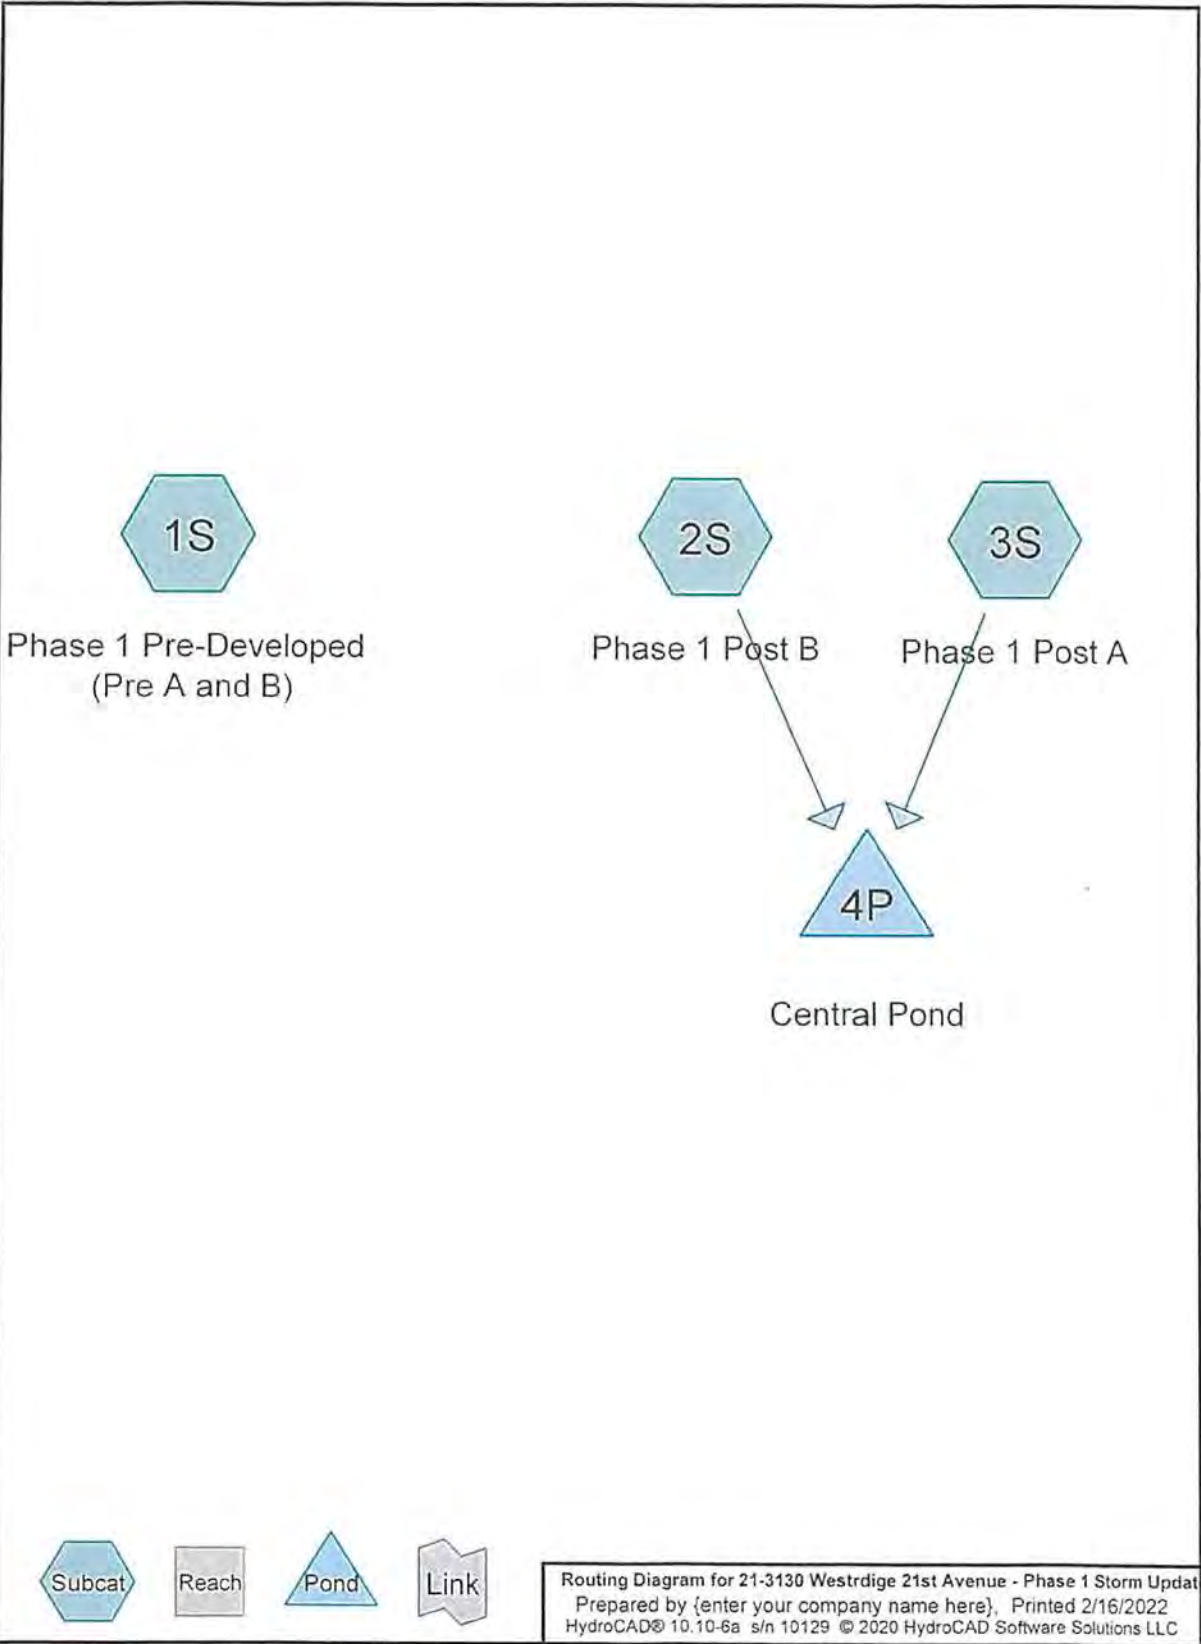 1S
2S
3S
Phase 1 Pre-Developed
(Pre A and B)
Phase 1 Post B
Phase 1 Post A
4P
Central Pond
Subcat
Reach
Pond
Link
Routing Diagram for 21-3130 Westrdige 21st Avenue - Phase 1 Storm Updat
Prepared by {enter your company name here}, Printed 2/16/2022
HydroCAD® 10.10-6a s/n 10129 © 2020 HydroCAD Software Solutions LLC